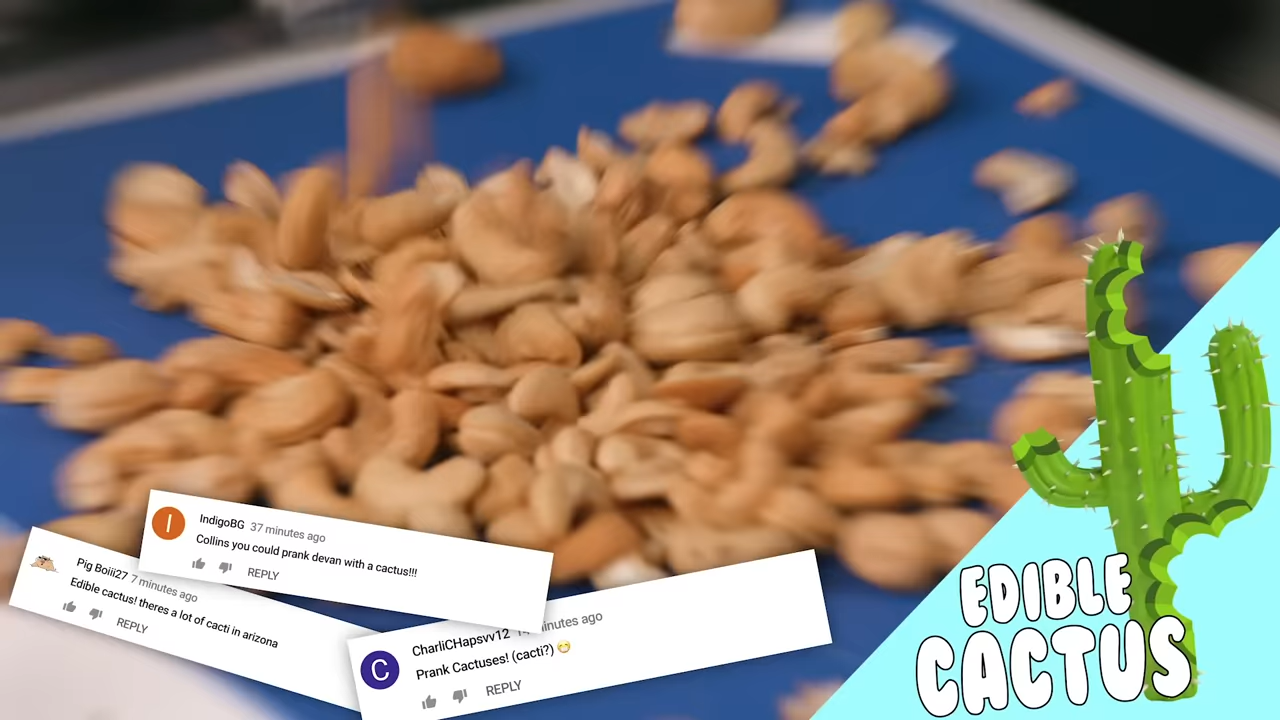 I
IndigoBG 37 minutes ago
Collins you could prank devan with a cactus!!!
REPLY
Pig Boiii27 7 minutes ago
Edible cactus! theres a lot of cacti in arizona
REPLY
C
CharliCHapsvv12 minutes ago
Prank Cactuses! (cacti?) 😁
REPLY
EDIBLE
CACTUS